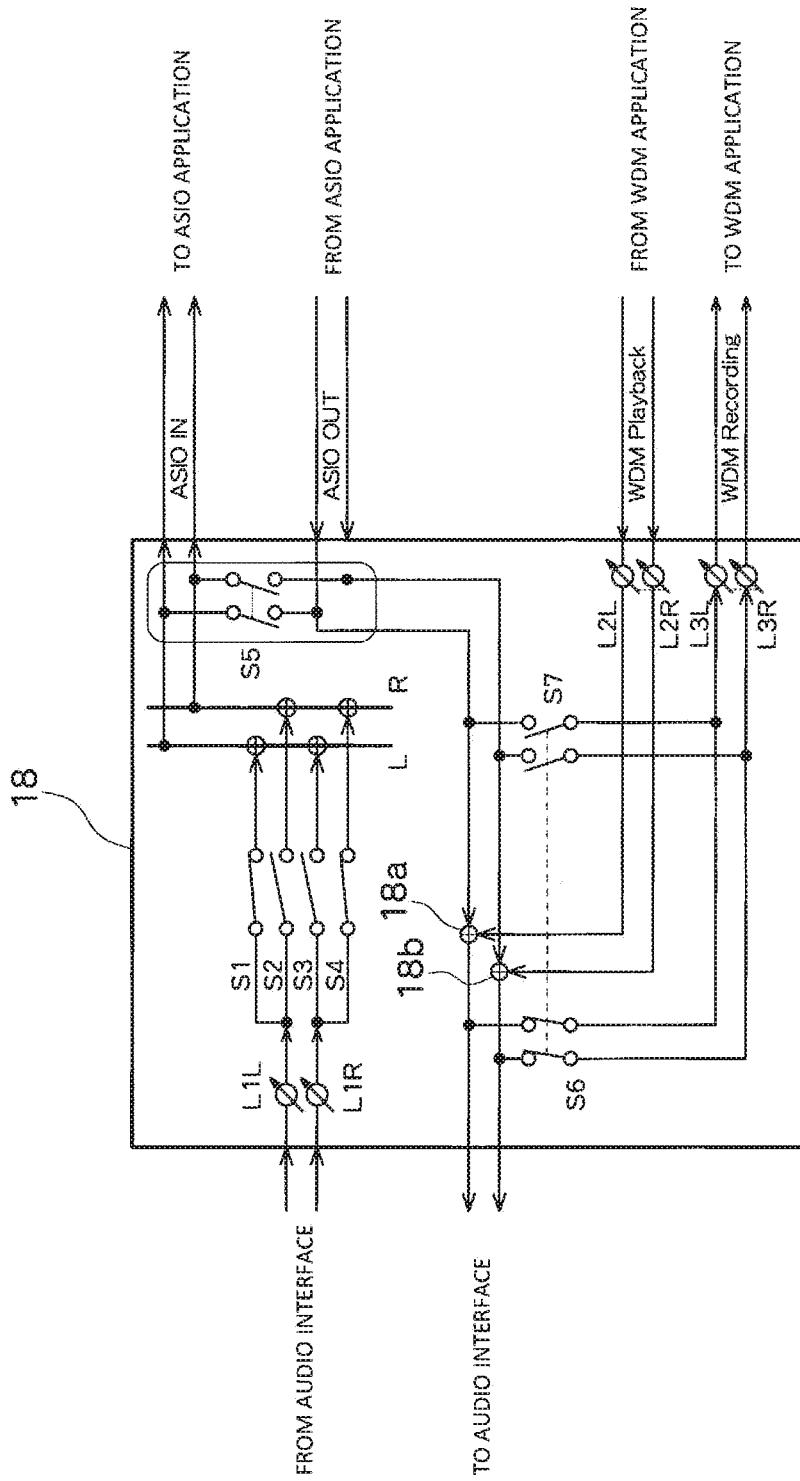 18
FROM AUDIO INTERFACE
TO AUDIO INTERFACE
L1L
L1R
S1
S2
S3
S4
L
R
S5
18a
18b
S6
S7
L2L
L2R
L3L
L3R
ASIO IN
ASIO OUT
WDM Playback
WDM Recording
TO ASIO APPLICATION
FROM ASIO APPLICATION
FROM WDM APPLICATION
TO WDM APPLICATION